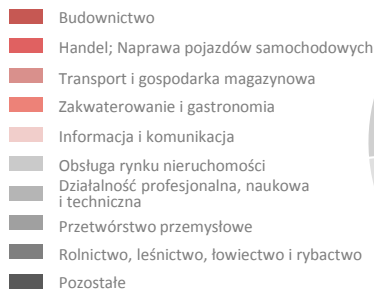 Budownictwo
Handel; Naprawa pojazdów samochodowych
Transport i gospodarka magazynowa
Zakwaterowanie i gastronomia
Informacja i komunikacja
Obsługa rynku nieruchomości
Działalność profesjonalna, naukowa
i techniczna
Przetwórstwo przemysłowe
Rolnictwo, leśnictwo, łowiectwo i rybactwo
Pozostałe